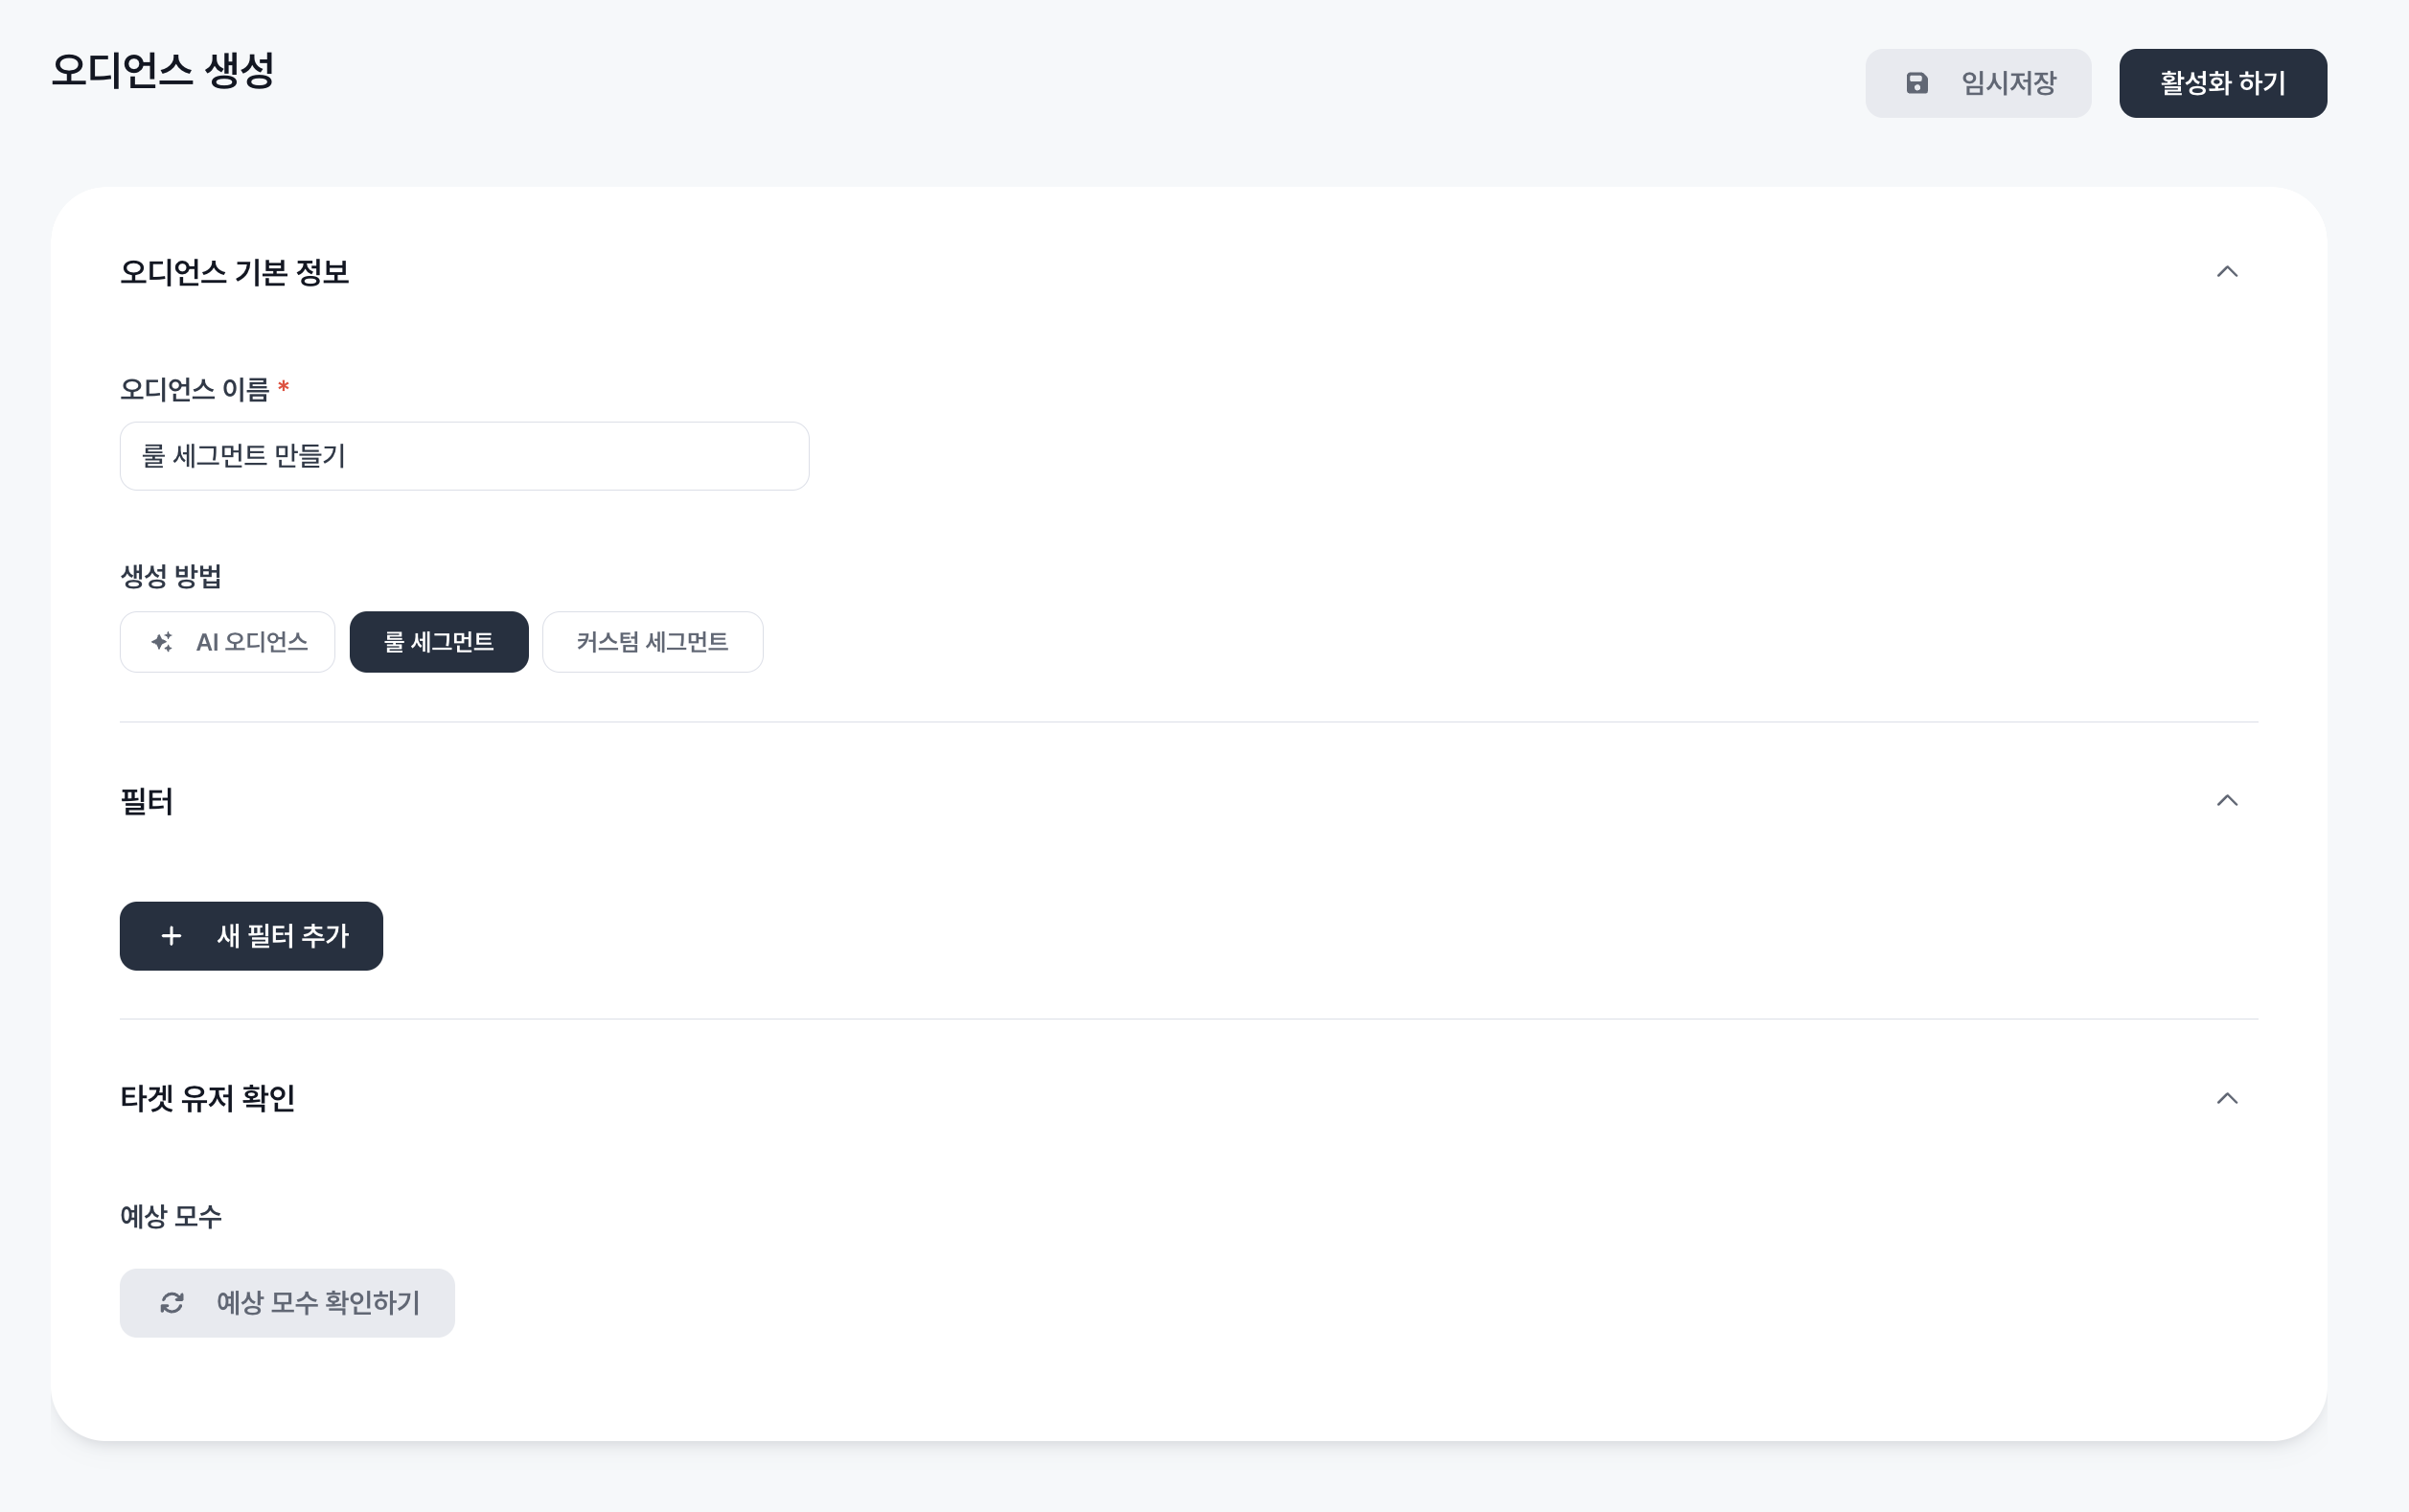 오디언스 생성
임시저장
활성화 하기
오디언스 기본 정보
오디언스 이름 *
룰 세그먼트 만들기
생성 방법
AI 오디언스
룰 세그먼트
커스텀 세그먼트
필터
+ 새 필터 추가
타겟 유저 확인
예상 모수
예상 모수 확인하기